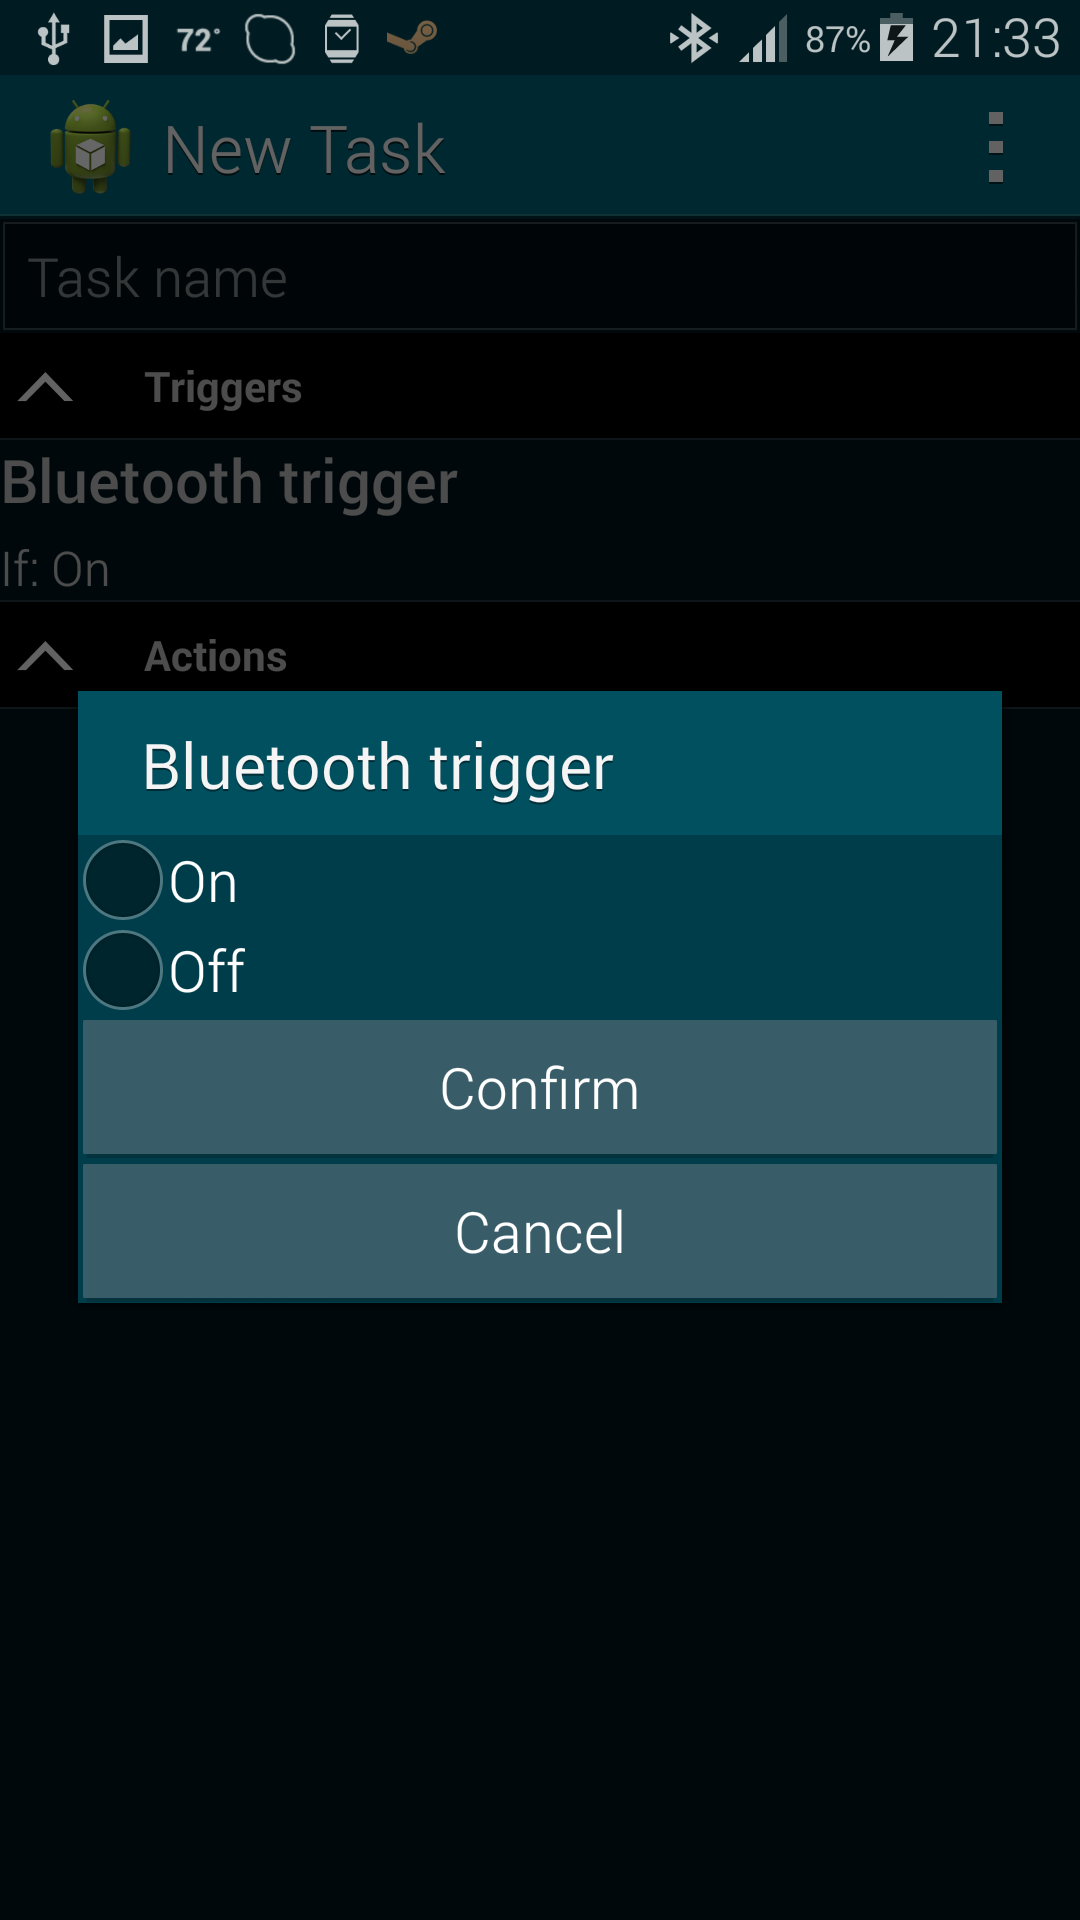 72° 87% 21:33
New Task
Task name
Triggers
Bluetooth trigger
If: On
Actions
Bluetooth trigger
On
Off
Confirm
Cancel